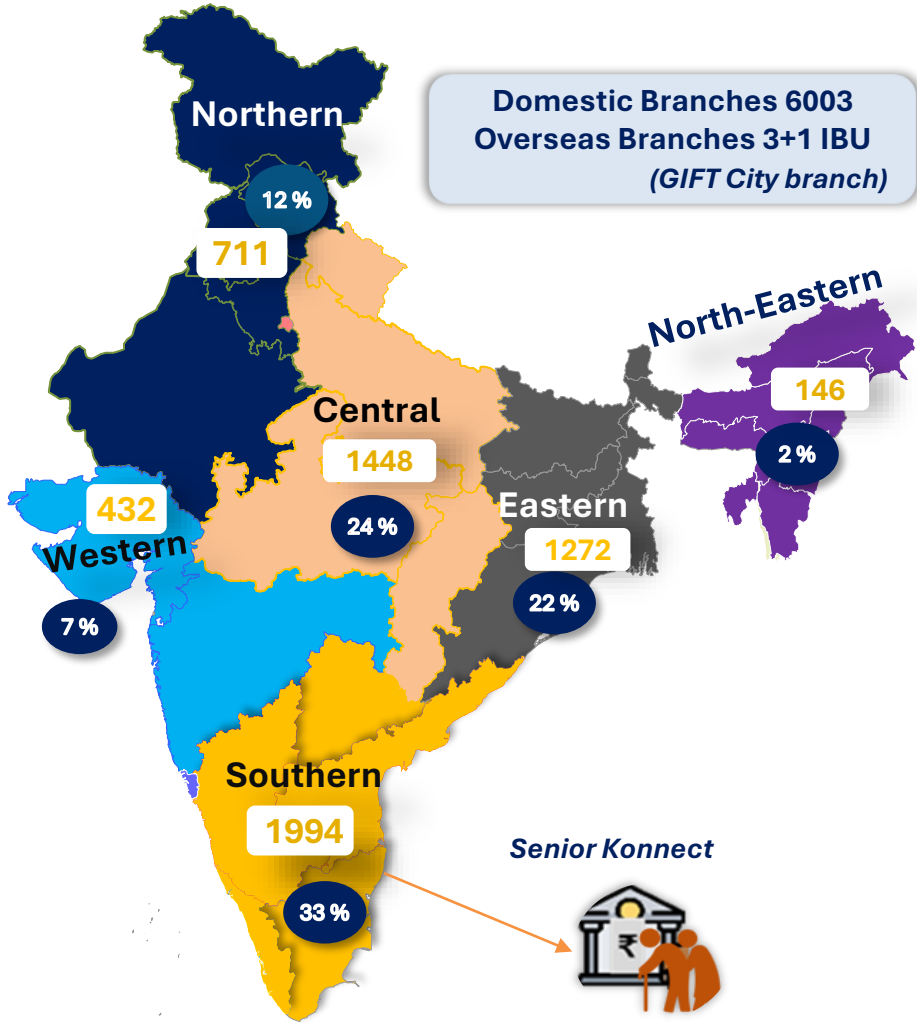 Northern
12 %
711
Domestic Branches 6003
Overseas Branches 3+1 IBU
(GIFT City branch)
North-Eastern
146
2 %
Central
1448
24 %
432
Western
7 %
Eastern
1272
22 %
Southern
1994
33 %
Senior Konnect
₹